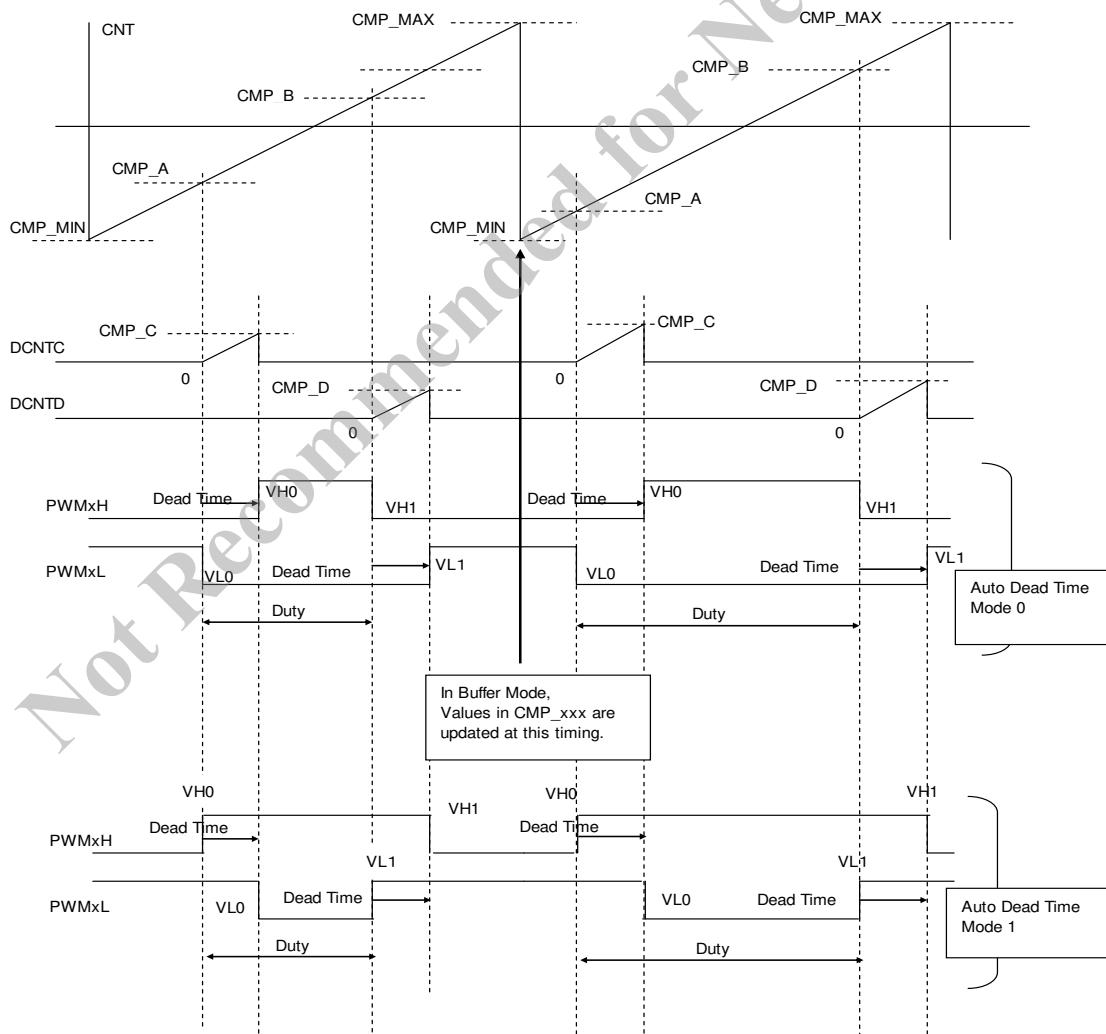 CNT
CMP_MAX
CMP_MAX
CMP_B
CMP_B
CMP_A
CMP_A
CMP_MIN
CMP_MIN
CMP_C
CMP_C
DCNTC
0
0
CMP_D
CMP_D
DCNTD
0
0
PWMxH
Dead Time
VH0
VH1
Dead Time
VH0
VH1
PWMxL
VL0
Dead Time
VL1
VL0
Dead Time
VL1
Duty
Duty
Auto Dead Time
Mode 0
In Buffer Mode,
Values in CMP_xxx are
updated at this timing.
VH0
VH1
VH0
VH1
PWMxH
Dead Time
Dead Time
VL1
VL1
PWMxL
VL0
Dead Time
VL0
Dead Time
Duty
Duty
Auto Dead Time
Mode 1
Not Recommended for Ne